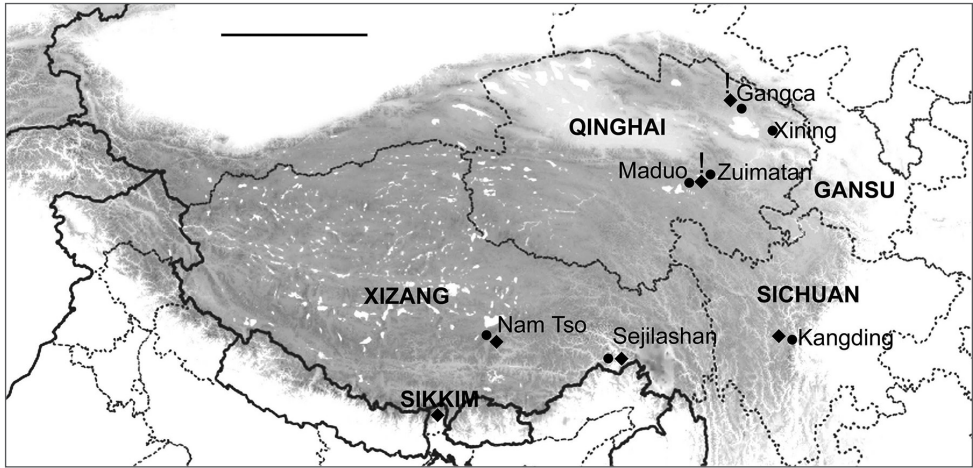 !
Gangca
QINGHAI
Xining
!
Maduo
Zuimatan
GANSU
XIZANG
SICHUAN
Nam Tso
Sejilashan
Kangding
SIKKIM